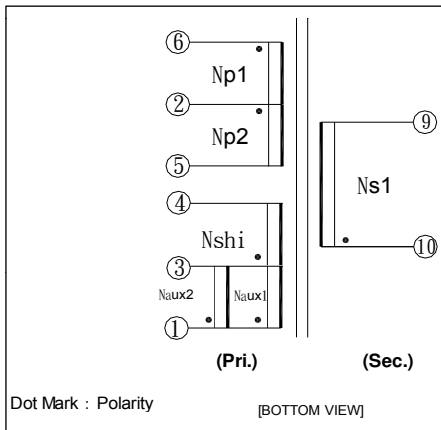 ⑥
Np1
②
Np2
⑤
④
Nshi
③
Naux2 Naux1
①
⑨
Ns1
⑩
(Pri.) (Sec.)
Dot Mark : Polarity
[BOTTOM VIEW]